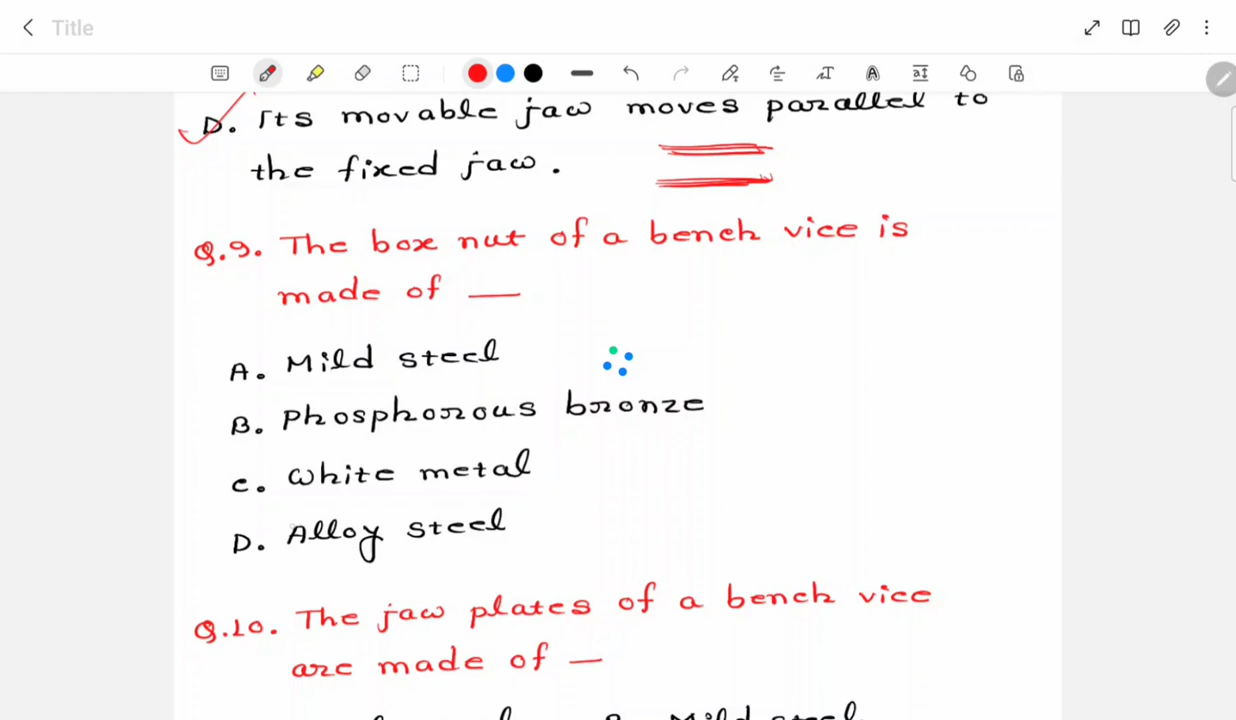 Title
D. Its movable jaw moves parallel to
the fixed jaw.
Q.9. The box nut of a bench vice is
made of —
A. Mild steel
B. Phosphorous bronze
C. White metal
D. Alloy steel
Q.10. The jaw plates of a bench vice
are made of —
B. Mild steel